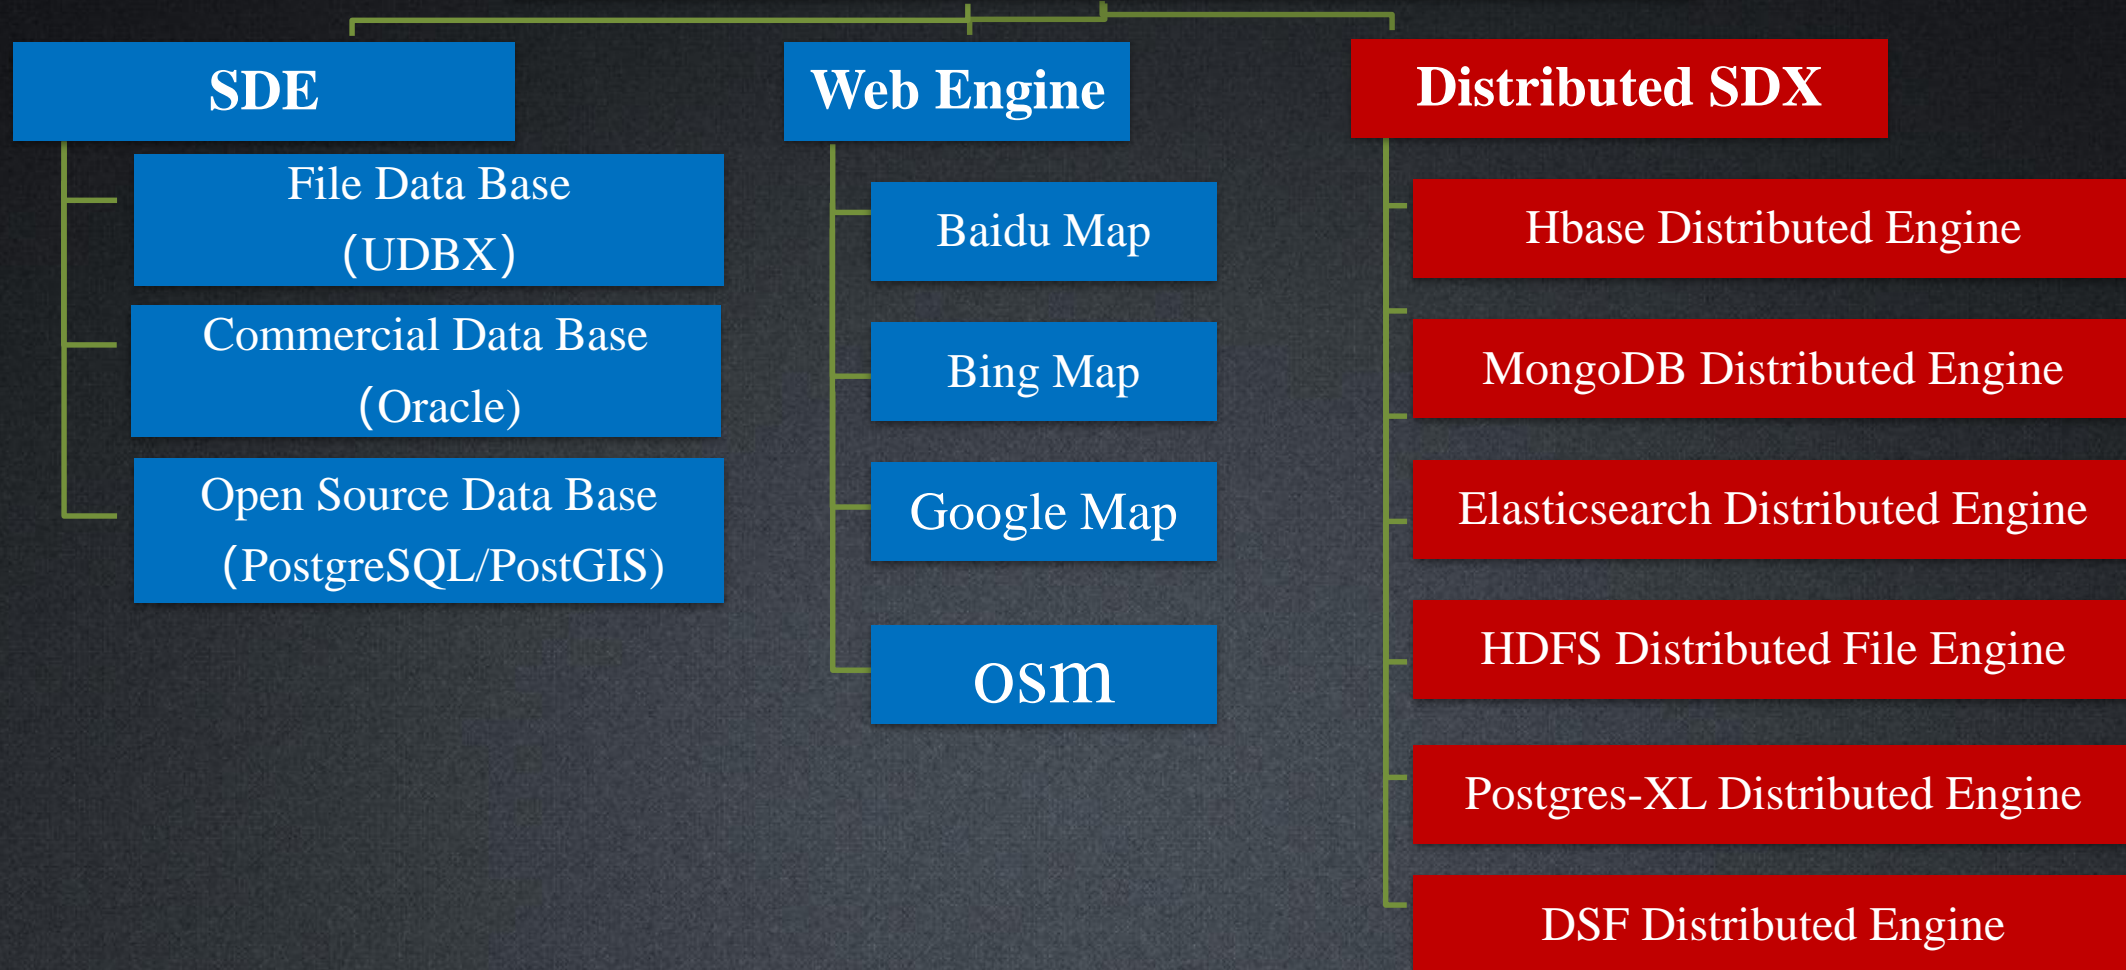 SDE
File Data Base
(UDBX)
Commercial Data Base
(Oracle)
Open Source Data Base
(PostgreSQL/PostGIS)
Web Engine
Baidu Map
Bing Map
Google Map
osm
Distributed SDX
Hbase Distributed Engine
MongoDB Distributed Engine
Elasticsearch Distributed Engine
HDFS Distributed File Engine
Postgres-XL Distributed Engine
DSF Distributed Engine